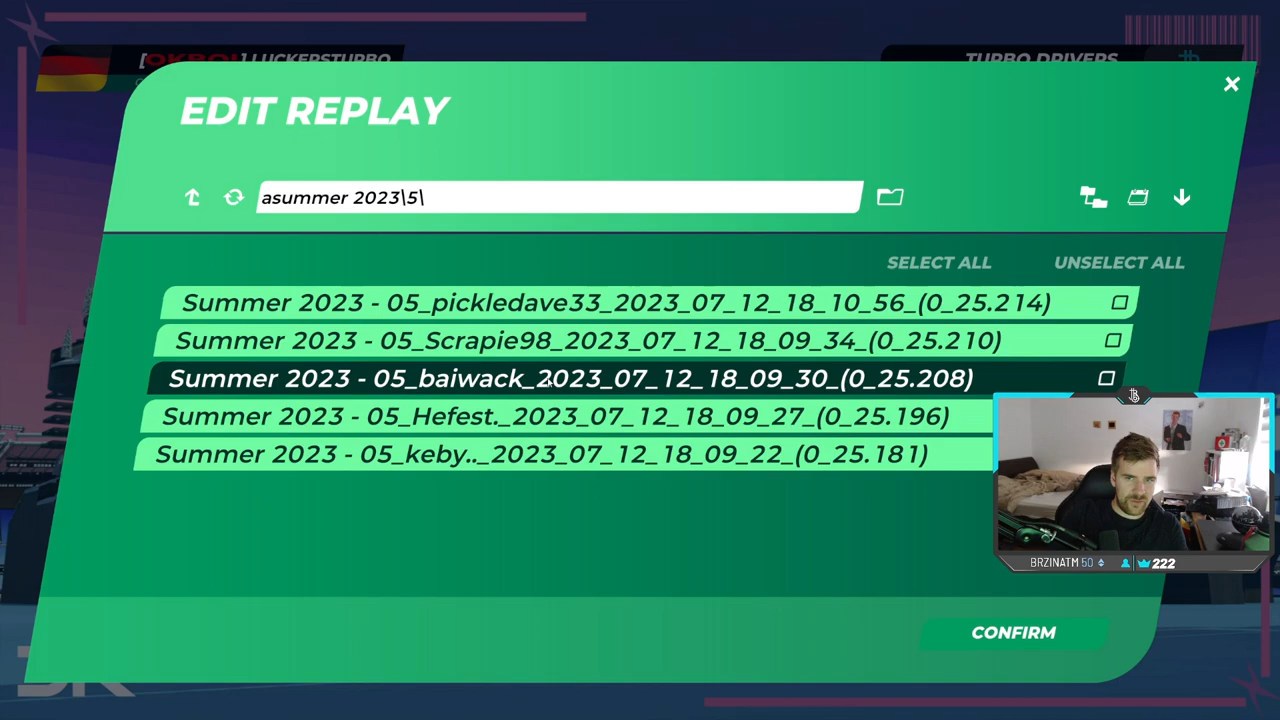 [OKBOI] LUCKERSTURBO
TURBO DRIVERS
EDIT REPLAY
asummer 2023\5\
SELECT ALL
UNSELECT ALL
Summer 2023 - 05_pickledave33_2023_07_12_18_10_56_(0_25.214)
Summer 2023 - 05_Scrapie98_2023_07_12_18_09_34_(0_25.210)
Summer 2023 - 05_baiwack_2023_07_12_18_09_30_(0_25.208)
Summer 2023 - 05_Hefest._2023_07_12_18_09_27_(0_25.196)
Summer 2023 - 05_keby.._2023_07_12_18_09_22_(0_25.181)
BRZINATM 50
222
CONFIRM